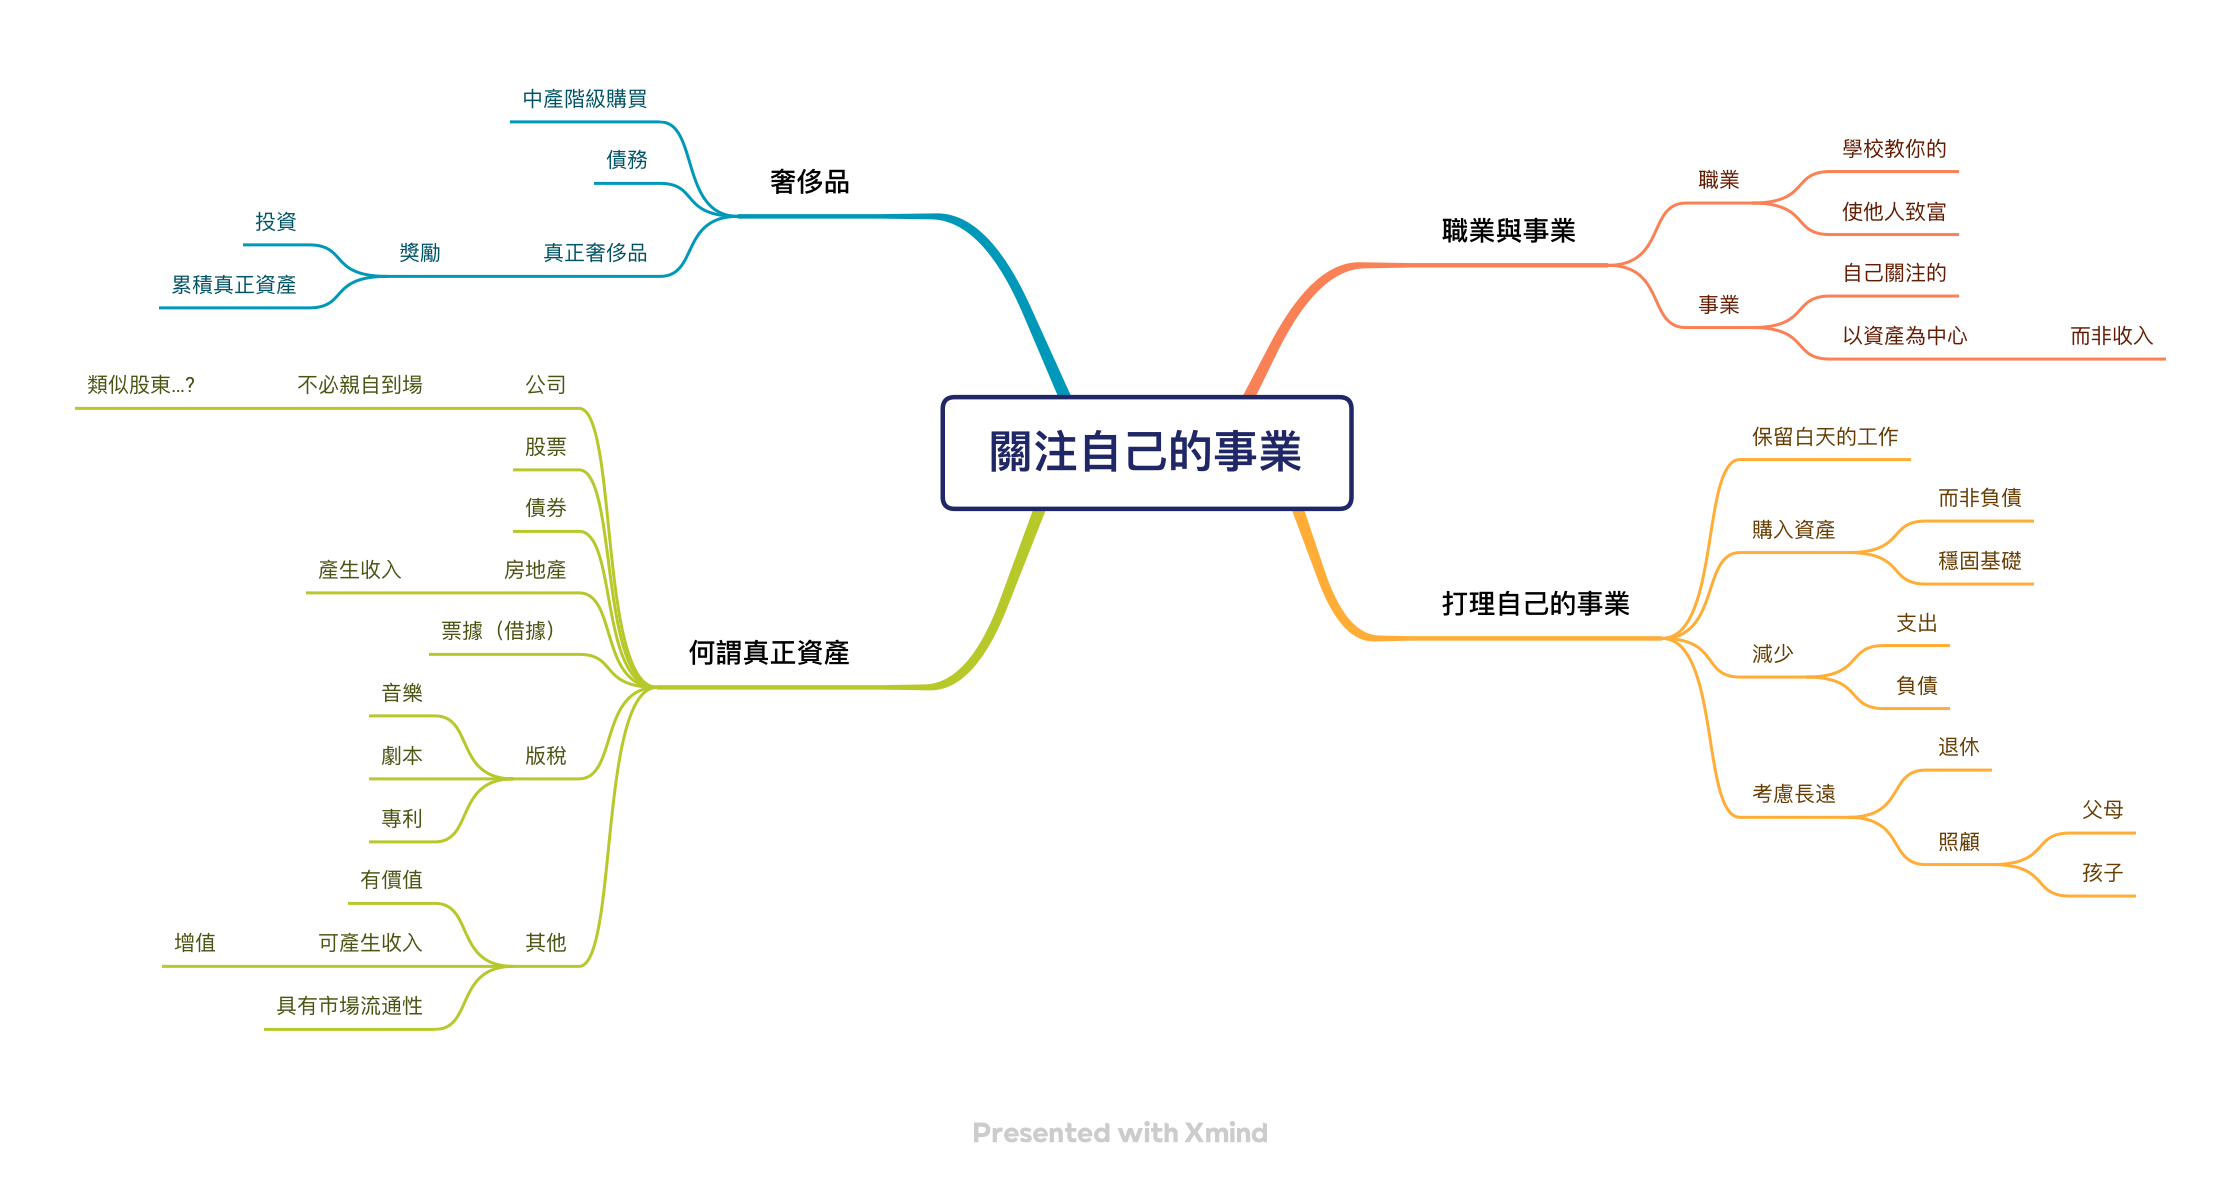 關注自己的事業
職業與事業
職業
學校教你的
使他人致富
事業
自己關注的
以資產為中心
而非收入
打理自己的事業
保留白天的工作
購入資產
而非負債
穩固基礎
減少
支出
負債
考慮長遠
退休
照顧
父母
孩子
何謂真正資產
公司
不必親自到場
類似股東...?
股票
債券
房地產
產生收入
票據（借據）
版稅
音樂
劇本
專利
其他
有價值
可產生收入
增值
具有市場流通性
奢侈品
中產階級購買
債務
真正奢侈品
獎勵
投資
累積真正資產
Presented with Xmind